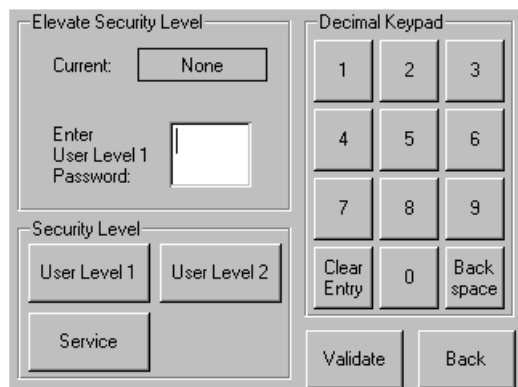 Elevate Security Level
Current: None
Enter
User Level 1
Password:
Security Level
User Level 1 User Level 2
Service
Decimal Keypad
1 2 3
4 5 6
7 8 9
Clear
Entry
0
Back
space
Validate Back